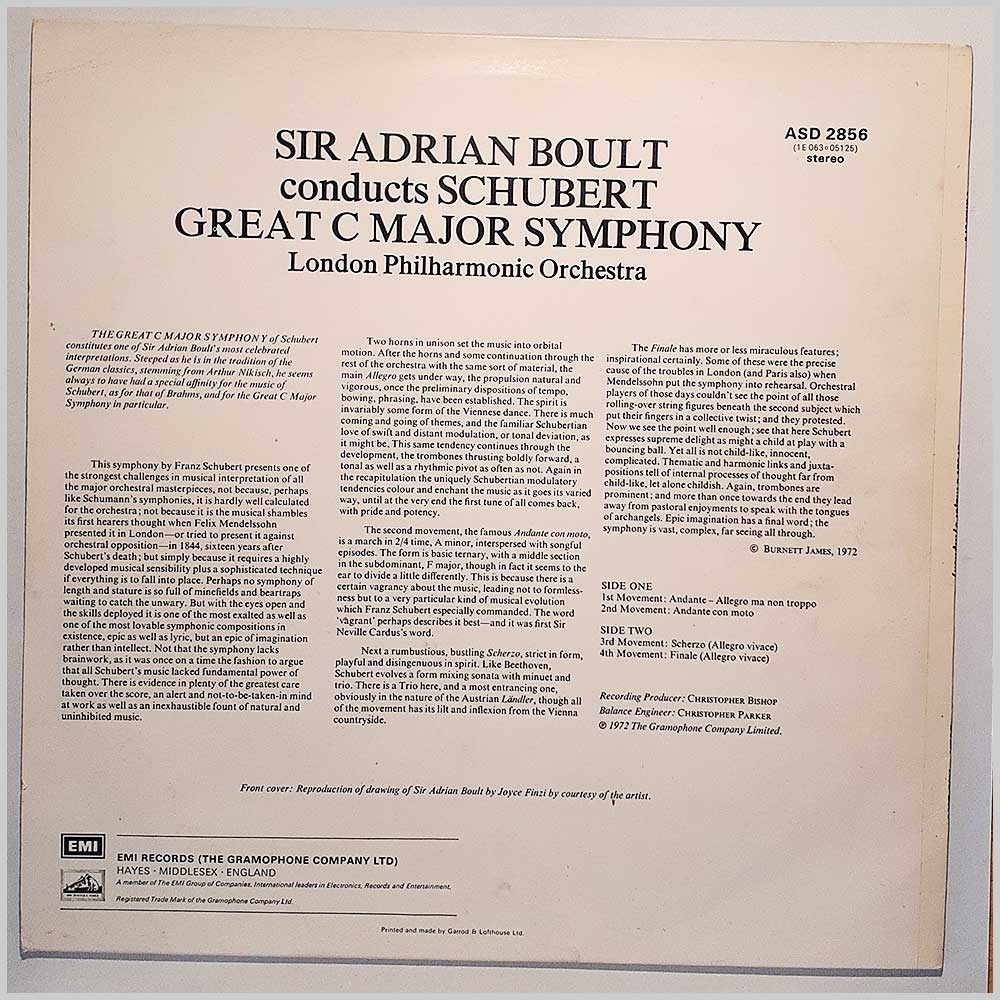 SIR ADRIAN BOULT
conducts SCHUBERT
GREAT C MAJOR SYMPHONY
London Philharmonic Orchestra
ASD 2856
(1E 063 o 05125)
stereo
THE GREAT C MAJOR SYMPHONY of Schubert
constitutes one of Sir Adrian Boult's most celebrated
interpretations. Steeped as he is in the tradition of the
German classics, stemming from Arthur Nikisch, he seems
always to have had a special affinity for the music of
Schubert, as for that of Brahms, and for the Great C Major
Symphony in particular.
This symphony by Franz Schubert presents one of
the strongest challenges in musical interpretation of all
the major orchestral masterpieces, not because, perhaps
like Schumann's symphonies, it is hardly well calculated
for the orchestra; not because it is the musical shambles
its first hearers thought when Felix Mendelssohn
presented it in London—or tried to present it against
orchestral opposition—in 1844, sixteen years after
Schubert's death; but simply because it requires a highly
developed musical sensibility plus a sophisticated technique
if everything is to fall into place. Perhaps no symphony of
length and stature is so full of minefields and beartraps
waiting to catch the unwary. But with the eyes open and
the skills deployed it is one of the most exalted as well as
one of the most lovable symphonic compositions in
existence, epic as well as lyric, but an epic of imagination
rather than intellect. Not that the symphony lacks
brainwork, as it was once on a time the fashion to argue
that all Schubert's music lacked fundamental power of
thought. There is evidence in plenty of the greatest care
taken over the score, an alert and not-to-be-taken-in mind
at work as well as an inexhaustible fount of natural and
uninhibited music.
Two horns in unison set the music into orbital
motion. After the horns and some continuation through the
rest of the orchestra with the same sort of material, the
main Allegro gets under way, the propulsion natural and
vigorous, once the preliminary dispositions of tempo,
bowing, phrasing, have been established. The spirit is
invariably some form of the Viennese dance. There is much
coming and going of themes, and the familiar Schubertian
love of swift and distant modulation, or tonal deviation, as
it might be. This same tendency continues through the
development, the trombones thrusting boldly forward, a
tonal as well as a rhythmic pivot as often as not. Again in
the recapitulation the uniquely Schubertian modulatory
tendencies colour and enchant the music as it goes its varied
way, until at the very end the first tune of all comes back,
with pride and potency.
The second movement, the famous Andante con moto,
is a march in 2/4 time, A minor, interspersed with songful
episodes. The form is basic ternary, with a middle section
in the subdominant, F major, though in fact it seems to the
ear to divide a little differently. This is because there is a
certain vagrancy about the music, leading not to formless-
ness but to a very particular kind of musical evolution
which Franz Schubert especially commanded. The word
'vagrant' perhaps describes it best—and it was first Sir
Neville Cardus's word.
Next a rumbustious, bustling Scherzo, strict in form,
playful and disingenuous in spirit. Like Beethoven,
Schubert evolves a form mixing sonata with minuet and
trio. There is a Trio here, and a most entrancing one,
obviously in the nature of the Austrian Ländler, though all
of the movement has its lilt and inflexion from the Vienna
countryside.
The Finale has more or less miraculous features;
inspirational certainly. Some of these were the precise
cause of the troubles in London (and Paris also) when
Mendelssohn put the symphony into rehearsal. Orchestral
players of those days couldn't see the point of all those
rolling-over string figures beneath the second subject which
put their fingers in a collective twist; and they protested.
Now we see the point well enough; see that here Schubert
expresses supreme delight as might a child at play with a
bouncing ball. Yet all is not child-like, innocent,
complicated. Thematic and harmonic links and juxta-
positions tell of internal processes of thought far from
child-like, let alone childish. Again, trombones are
prominent; and more than once towards the end they lead
away from pastoral enjoyments to speak with the tongues
of archangels. Epic imagination has a final word; the
symphony is vast, complex, far seeing all through.
© BURNETT JAMES, 1972
SIDE ONE
1st Movement: Andante – Allegro ma non troppo
2nd Movement: Andante con moto
SIDE TWO
3rd Movement: Scherzo (Allegro vivace)
4th Movement: Finale (Allegro vivace)
Recording Producer: CHRISTOPHER BISHOP
Balance Engineer: CHRISTOPHER PARKER
℗ 1972 The Gramophone Company Limited.
Front cover: Reproduction of drawing of Sir Adrian Boult by Joyce Finzi by courtesy of the artist.
EMI
EMI RECORDS (THE GRAMOPHONE COMPANY LTD)
HAYES · MIDDLESEX · ENGLAND
A member of The EMI Group of Companies. International leaders in Electronics, Records and Entertainment.
Registered Trade Mark of the Gramophone Company Ltd.
Printed and made by Garrod & Lofthouse Ltd.